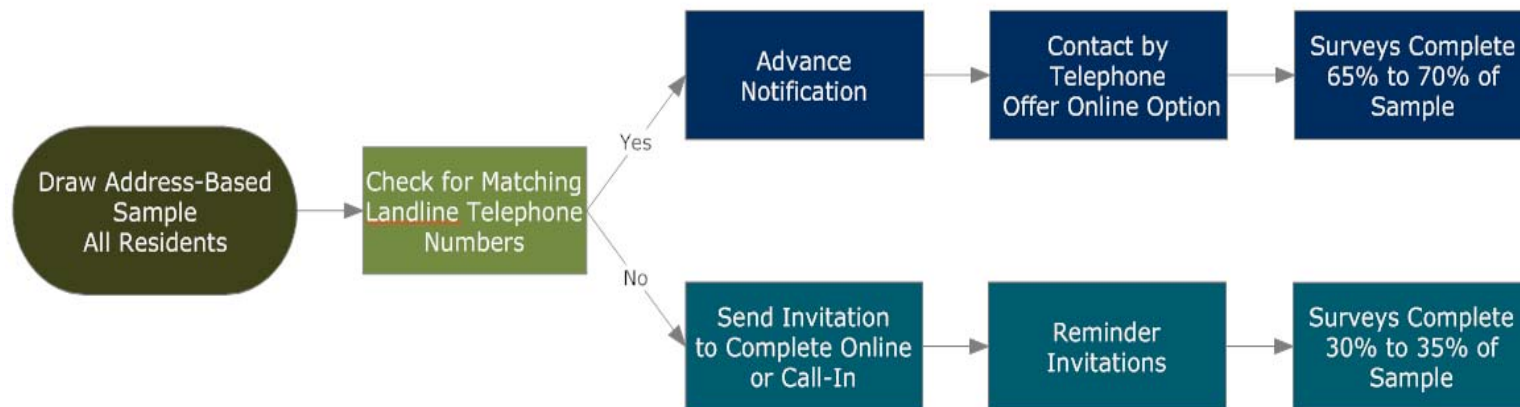 Draw Address-Based
Sample
All Residents
Check for Matching
Landline Telephone
Numbers
Yes
Advance
Notification
Contact by
Telephone
Offer Online Option
Surveys Complete
65% to 70% of
Sample
No
Send Invitation
to Complete Online
or Call-In
Reminder
Invitations
Surveys Complete
30% to 35% of
Sample